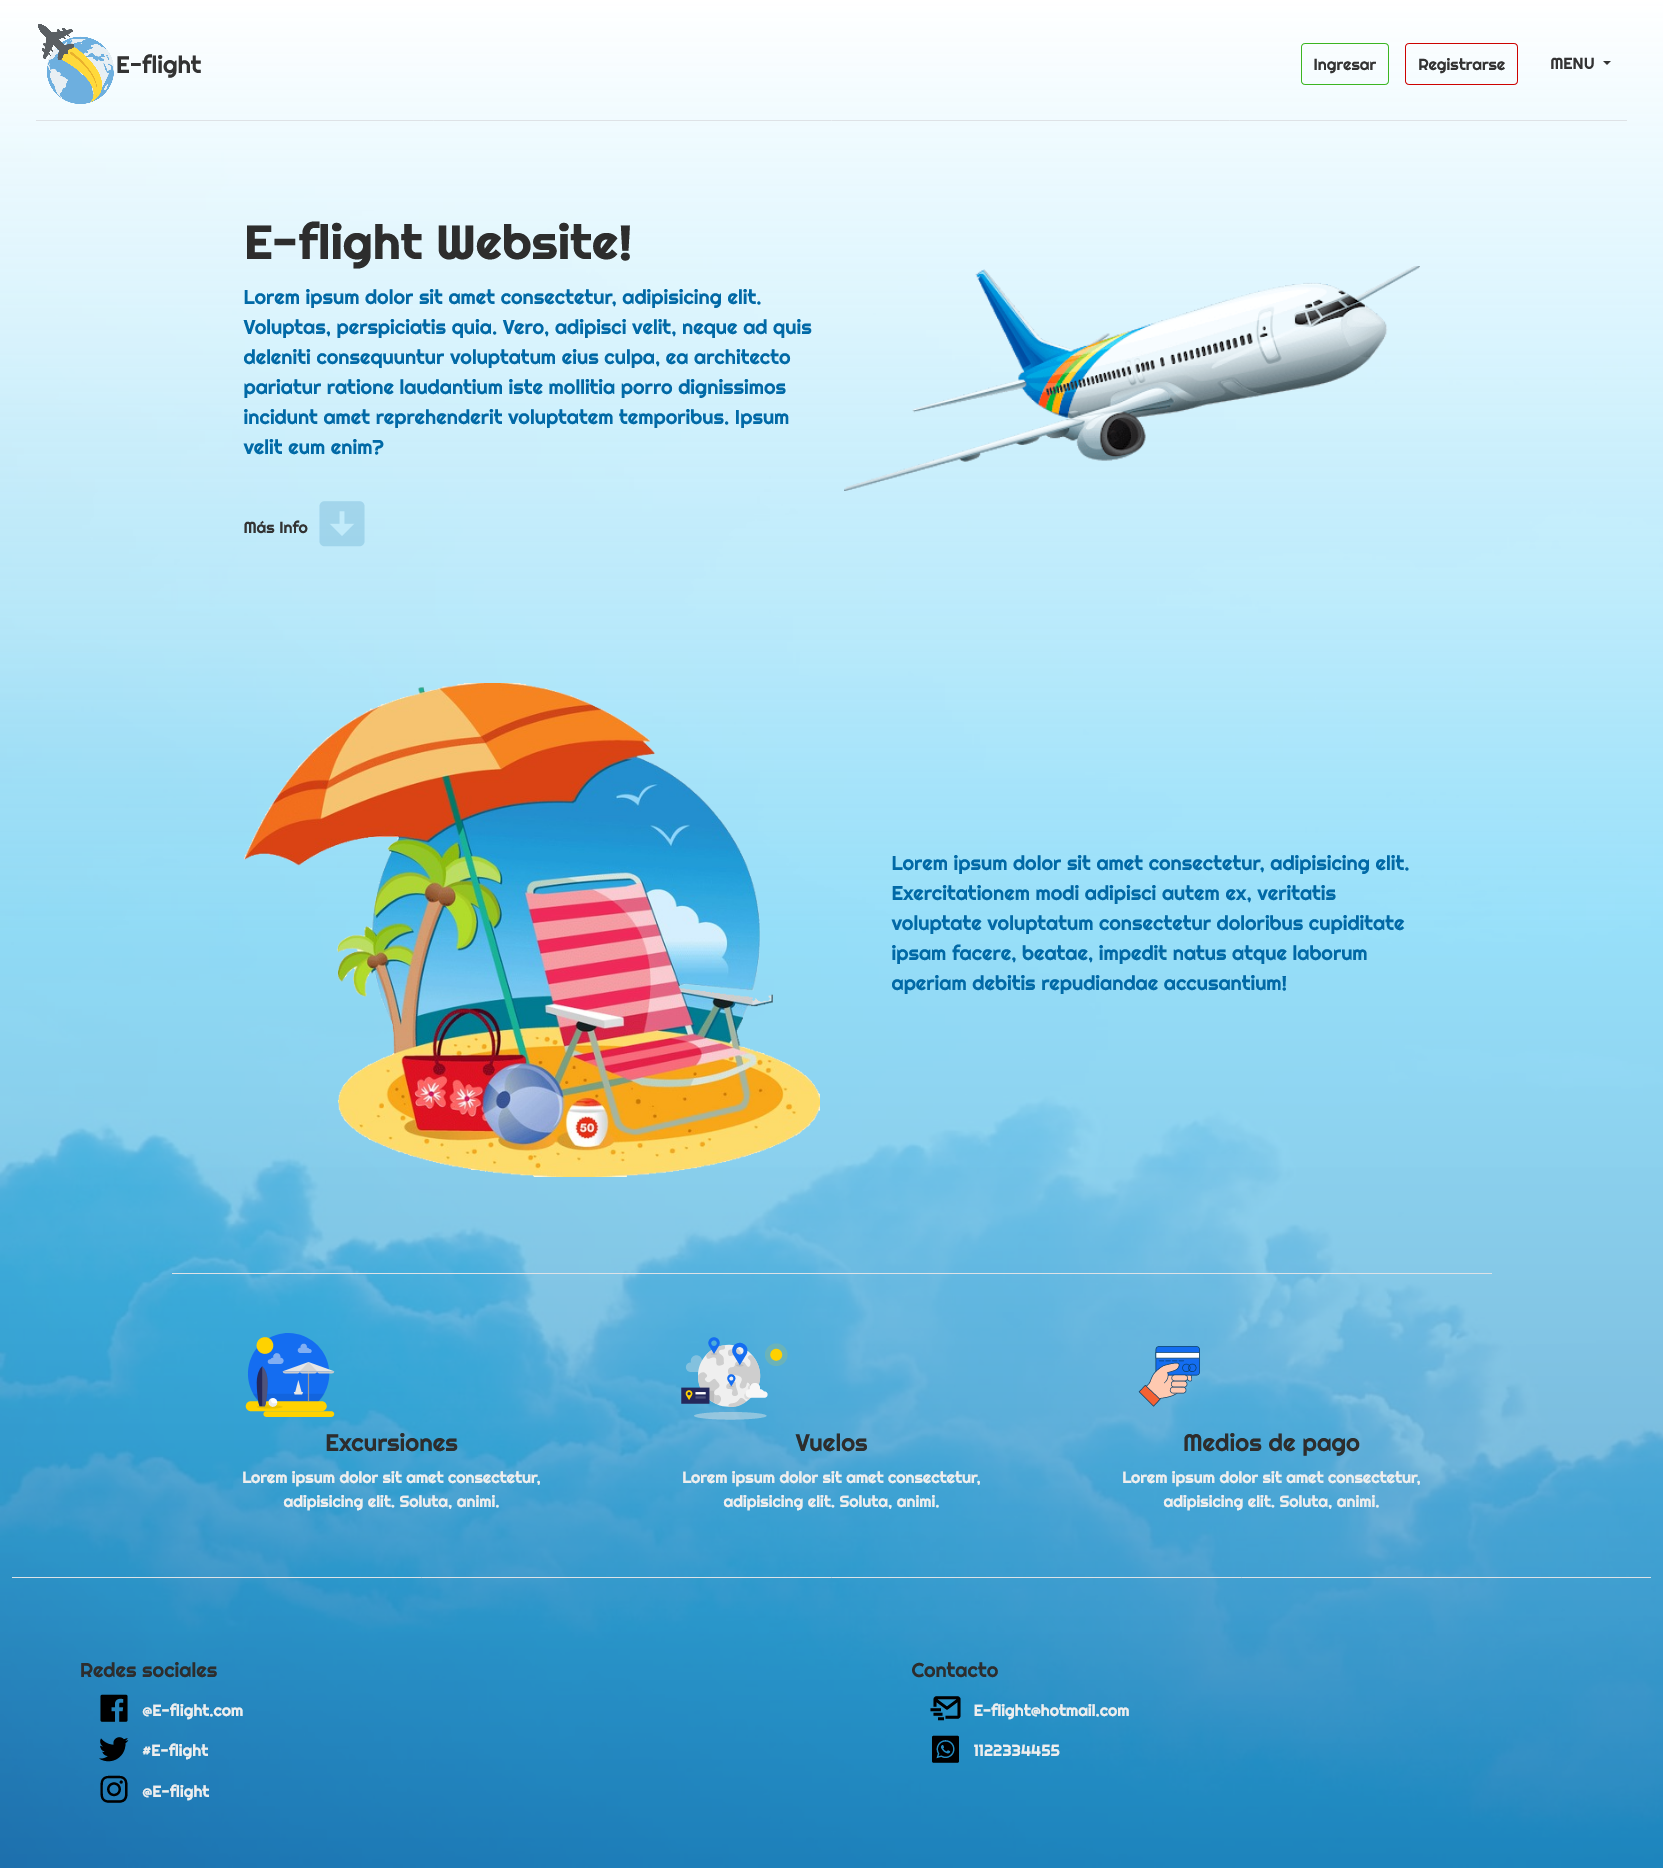 E-flight
Ingresar
Registrarse
MENU
E-flight Website!
Lorem ipsum dolor sit amet consectetur, adipisicing elit.
Voluptas, perspiciatis quia. Vero, adipisci velit, neque ad quis
deleniti consequuntur voluptatum eius culpa, ea architecto
pariatur ratione laudantium iste mollitia porro dignissimos
incidunt amet reprehenderit voluptatem temporibus. Ipsum
velit eum enim?
Más Info
50
Lorem ipsum dolor sit amet consectetur, adipisicing elit.
Exercitationem modi adipisci autem ex, veritatis
voluptate voluptatum consectetur doloribus cupiditate
ipsam facere, beatae, impedit natus atque laborum
aperiam debitis repudiandae accusantium!
Excursiones
Lorem ipsum dolor sit amet consectetur,
adipisicing elit. Soluta, animi.
Vuelos
Lorem ipsum dolor sit amet consectetur,
adipisicing elit. Soluta, animi.
Medios de pago
Lorem ipsum dolor sit amet consectetur,
adipisicing elit. Soluta, animi.
Redes sociales
@E-flight.com
#E-flight
@E-flight
Contacto
E-flight@hotmail.com
1122334455